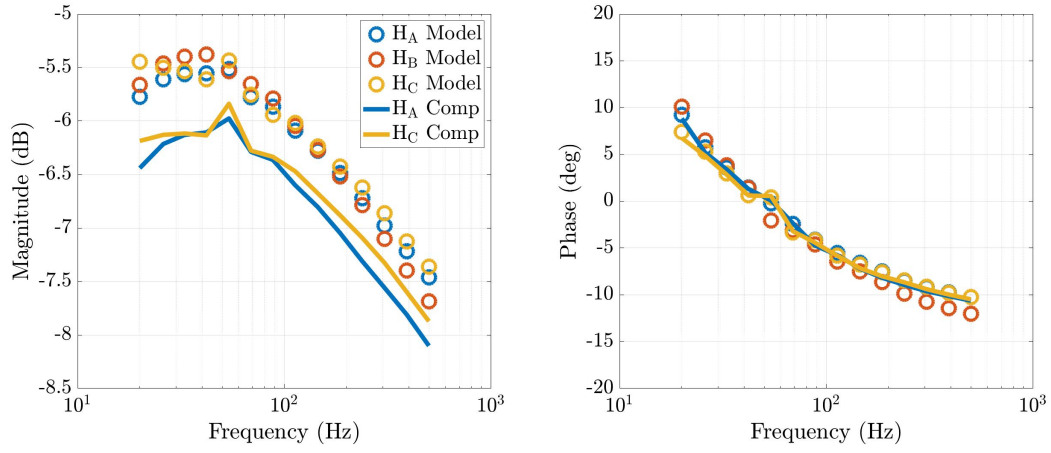 -5
-5.5
-6
-6.5
-7
-7.5
-8
-8.5
Magnitude (dB)
10^1
10^2
10^3
Frequency (Hz)
H_A Model
H_B Model
H_C Model
H_A Comp
H_C Comp
20
15
10
5
0
-5
-10
-15
-20
Phase (deg)
10^1
10^2
10^3
Frequency (Hz)